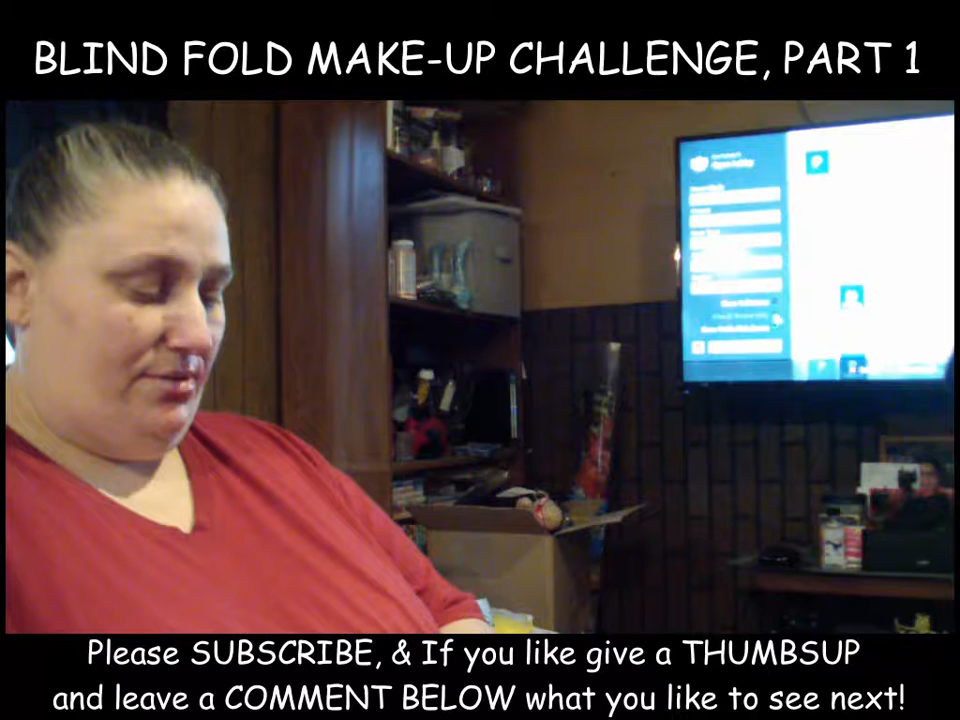 BLIND FOLD MAKE-UP CHALLENGE, PART 1
Please SUBSCRIBE, & If you like give a THUMBSUP
and leave a COMMENT BELOW what you like to see next!